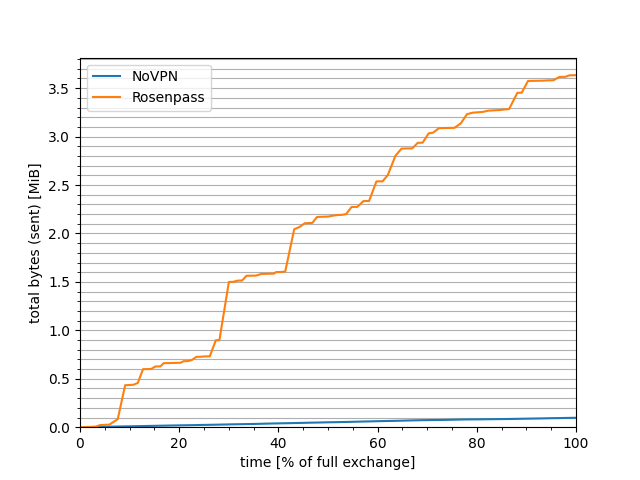 NoVPN
Rosenpass
total bytes (sent) [MiB]
3.5
3.0
2.5
2.0
1.5
1.0
0.5
0.0
0 20 40 60 80 100
time [% of full exchange]